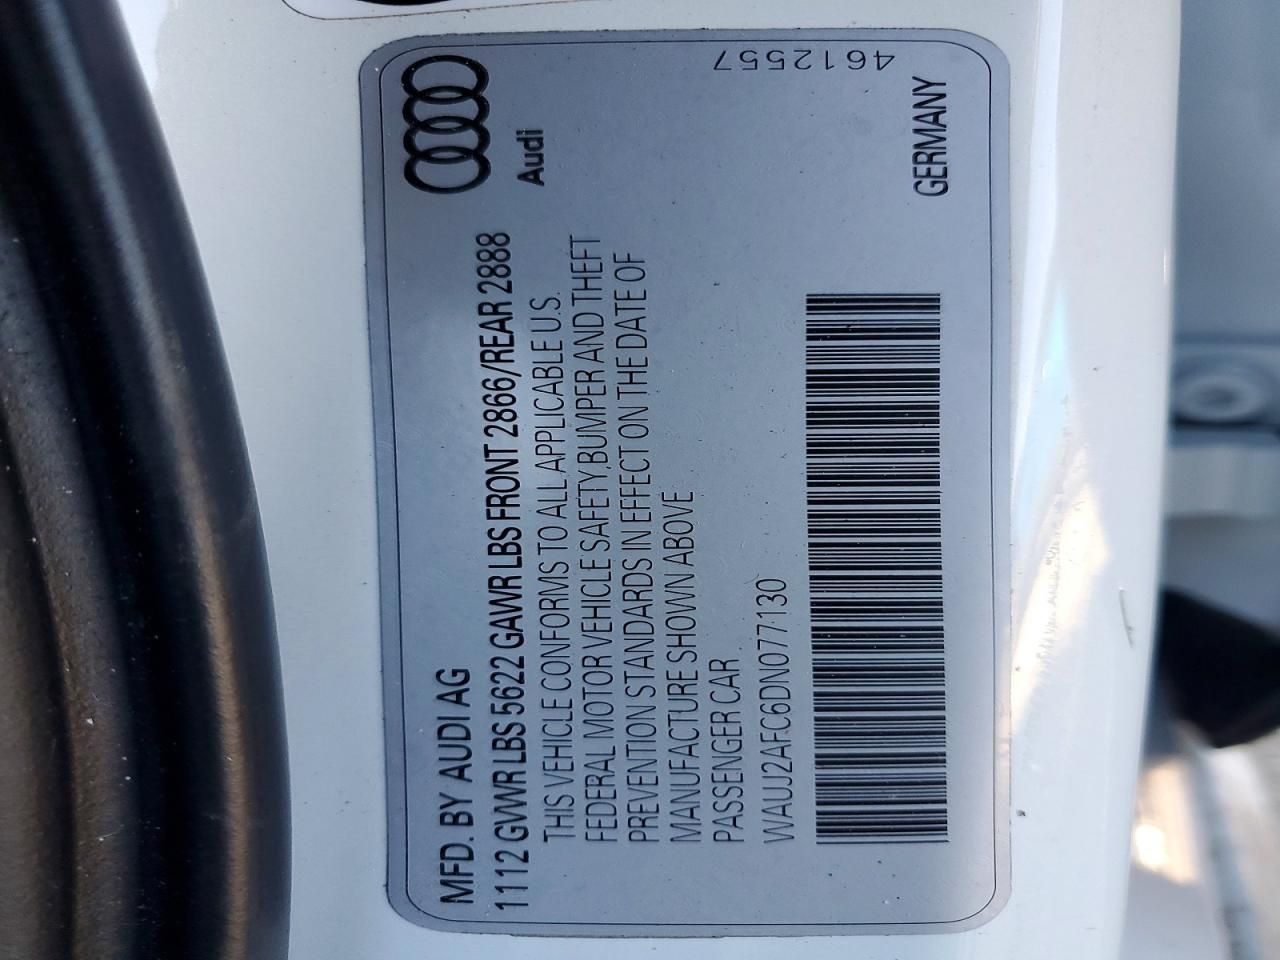 MFD. BY AUDI AG
1112 GWVR LBS 5622 GAWR LBS FRONT 2866/REAR 2888
THIS VEHICLE CONFORMS TO ALL APPLICABLE U.S.
FEDERAL MOTOR VEHICLE SAFETY,BUMPER AND THEFT
PREVENTION STANDARDS IN EFFECT ON THE DATE OF
MANUFACTURE SHOWN ABOVE
PASSENGER CAR
WAUJ2AFC6DN077130
Audi
GERMANY
4612557